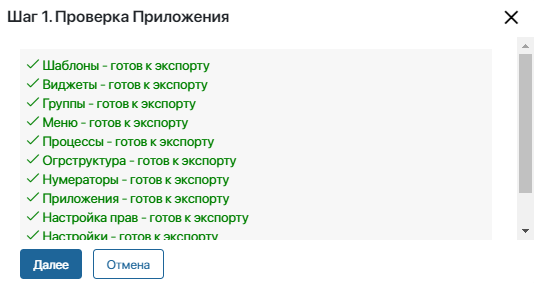 Шаг 1. Проверка Приложения
Шаблоны - готов к экспорту
Виджеты - готов к экспорту
Группы - готов к экспорту
Меню - готов к экспорту
Процессы - готов к экспорту
Огрструктура - готов к экспорту
Нумераторы - готов к экспорту
Приложения - готов к экспорту
Настройка прав - готов к экспорту
Настройки - готов к экспорту
Далее
Отмена